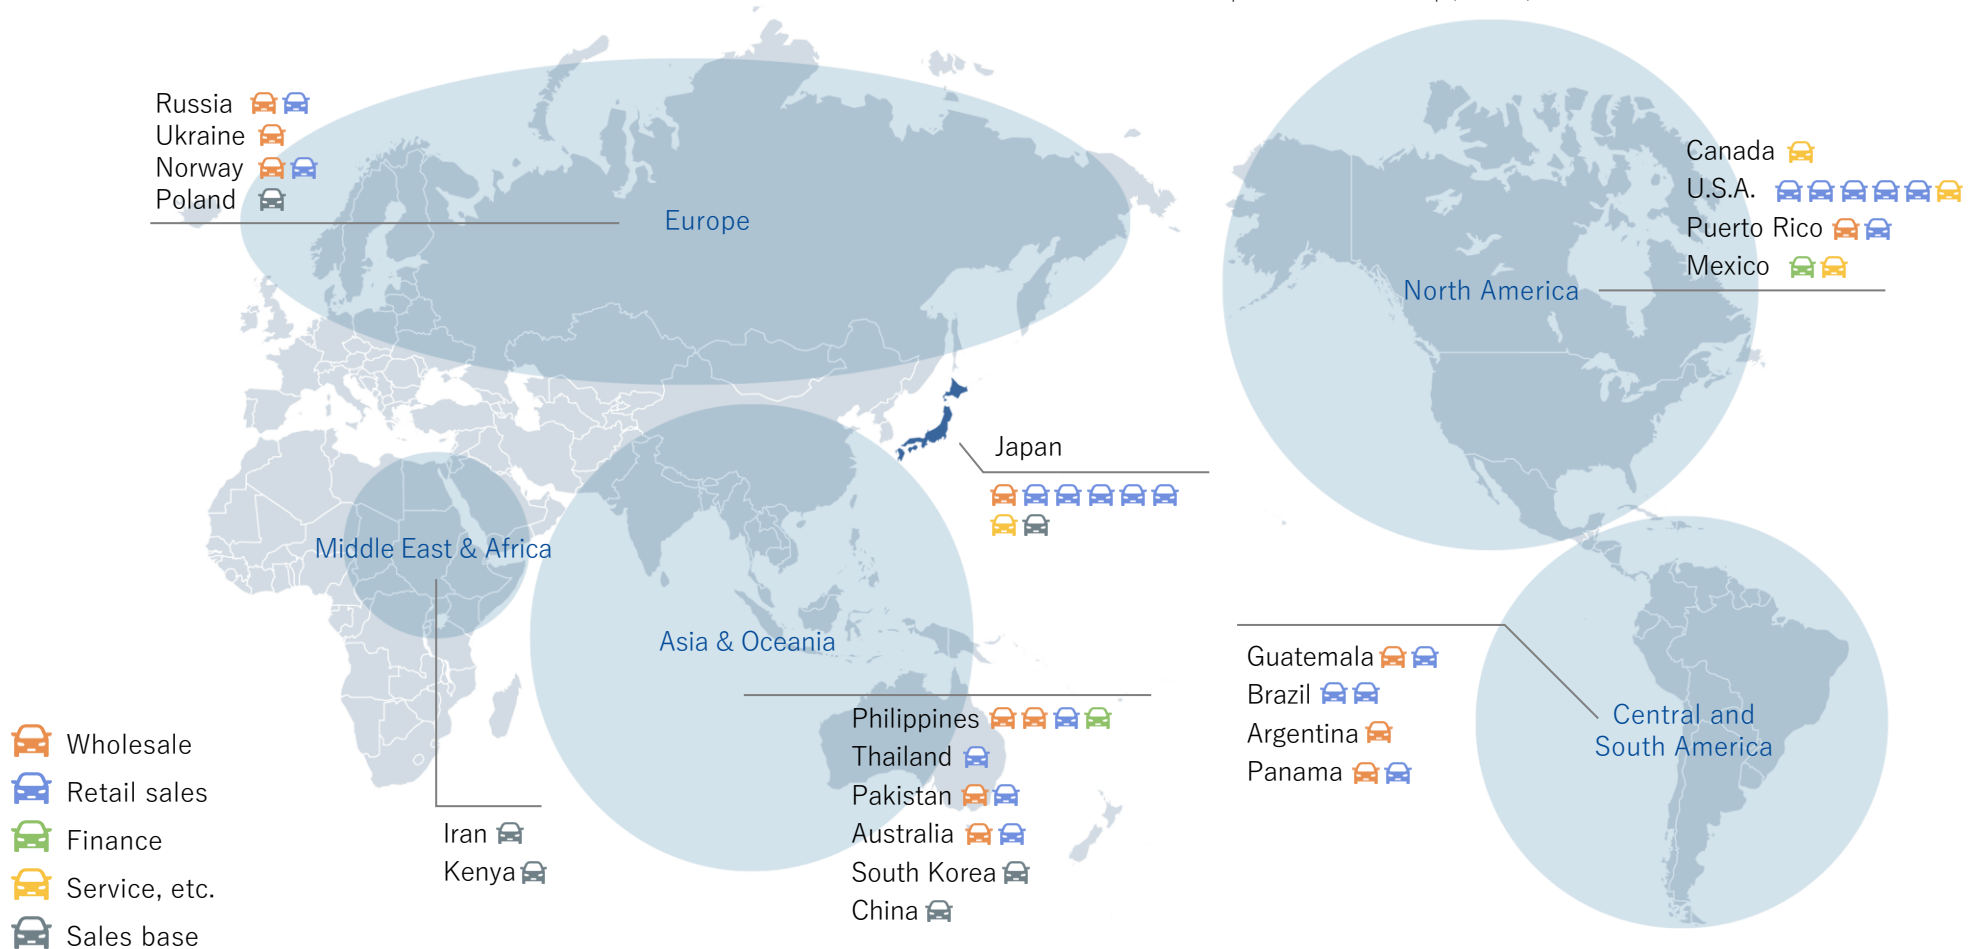 Russia
Ukraine
Norway
Poland
Europe
Canada
U.S.A.
Puerto Rico
Mexico
North America
Japan
Middle East & Africa
Asia & Oceania
Guatemala
Brazil
Argentina
Panama
Central and
South America
Philippines
Thailand
Pakistan
Australia
South Korea
China
Iran
Kenya
Wholesale
Retail sales
Finance
Service, etc.
Sales base